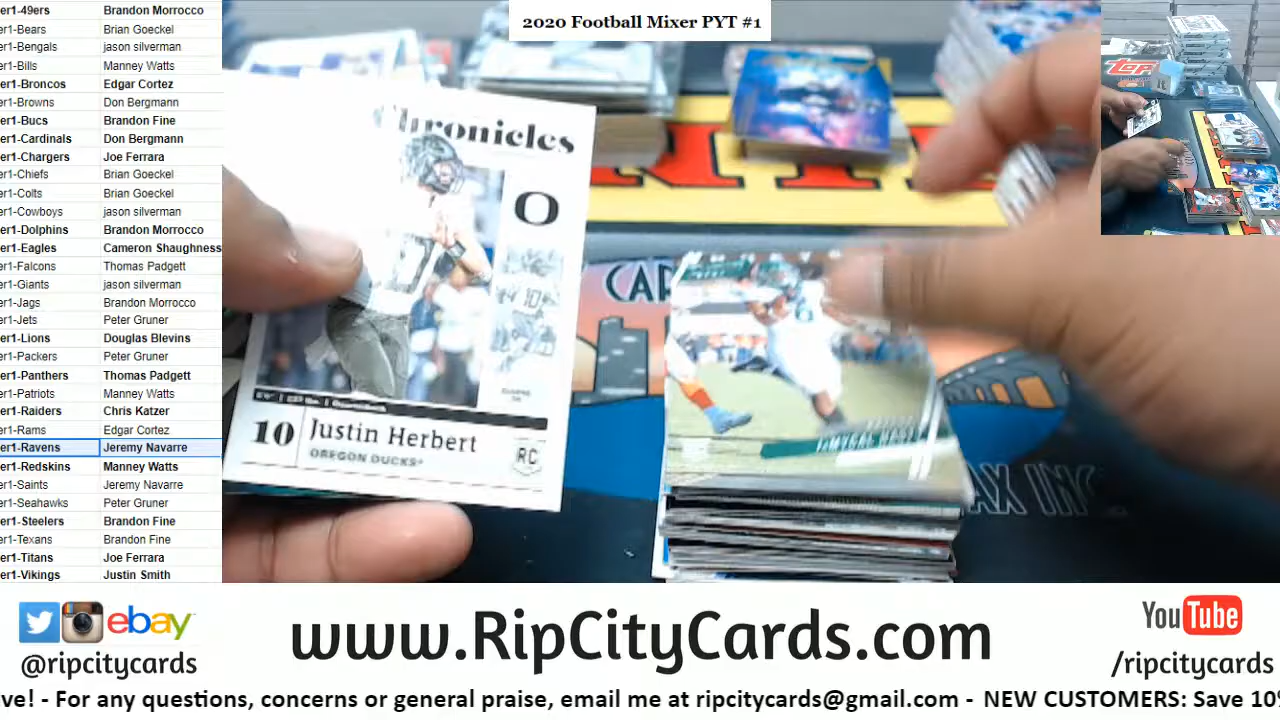 2020 Football Mixer PYT #1
er1-49ers Brandon Morrocco
er1-Bears Brian Goeckel
er1-Bengals jason silverman
er1-Bills Manney Watts
er1-Broncos Edgar Cortez
er1-Browns Don Bergmann
er1-Bucs Brandon Fine
er1-Cardinals Don Bergmann
er1-Chargers Joe Ferrara
er1-Chiefs Brian Goeckel
er1-Colts Brian Goeckel
er1-Cowboys jason silverman
er1-Dolphins Brandon Morrocco
er1-Eagles Cameron Shaughness
er1-Falcons Thomas Padgett
er1-Giants jason silverman
er1-Jags Brandon Morrocco
er1-Jets Peter Gruner
er1-Lions Douglas Blevins
er1-Packers Peter Gruner
er1-Panthers Thomas Padgett
er1-Patriots Manney Watts
er1-Raiders Chris Katzer
er1-Rams Edgar Cortez
er1-Ravens Jeremy Navarre
er1-Redskins Manney Watts
er1-Saints Jeremy Navarre
er1-Seahawks Peter Gruner
er1-Steelers Brandon Fine
er1-Texans Brandon Fine
er1-Titans Joe Ferrara
er1-Vikings Justin Smith
Chronicles
O
10 Justin Herbert
OREGON DUCKS
RC
CAR
ebay
@ripcitycards
www.RipCityCards.com
YouTube
/ripcitycards
ve! - For any questions, concerns or general praise, email me at ripcitycards@gmail.com - NEW CUSTOMERS: Save 10%